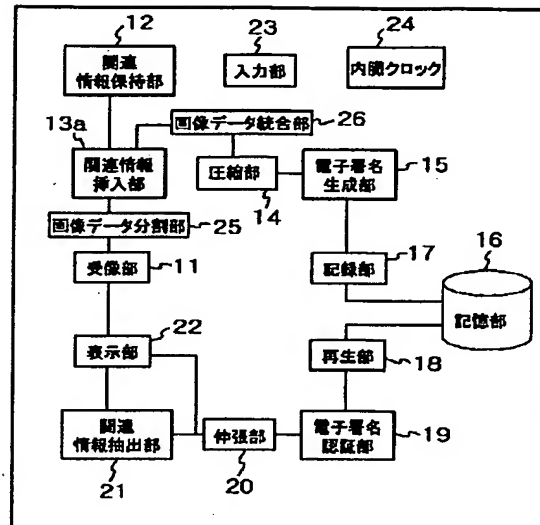 12
関連
情報保持部
23
入力部
24
内臓クロック
13a
関連情報
挿入部
画像データ統合部
26
圧縮部
14
電子署名
生成部
15
画像データ分割部
25
受像部
11
記録部
17
16
記憶部
22
表示部
再生部
18
関連
情報抽出部
21
伸張部
20
電子署名
認証部
19